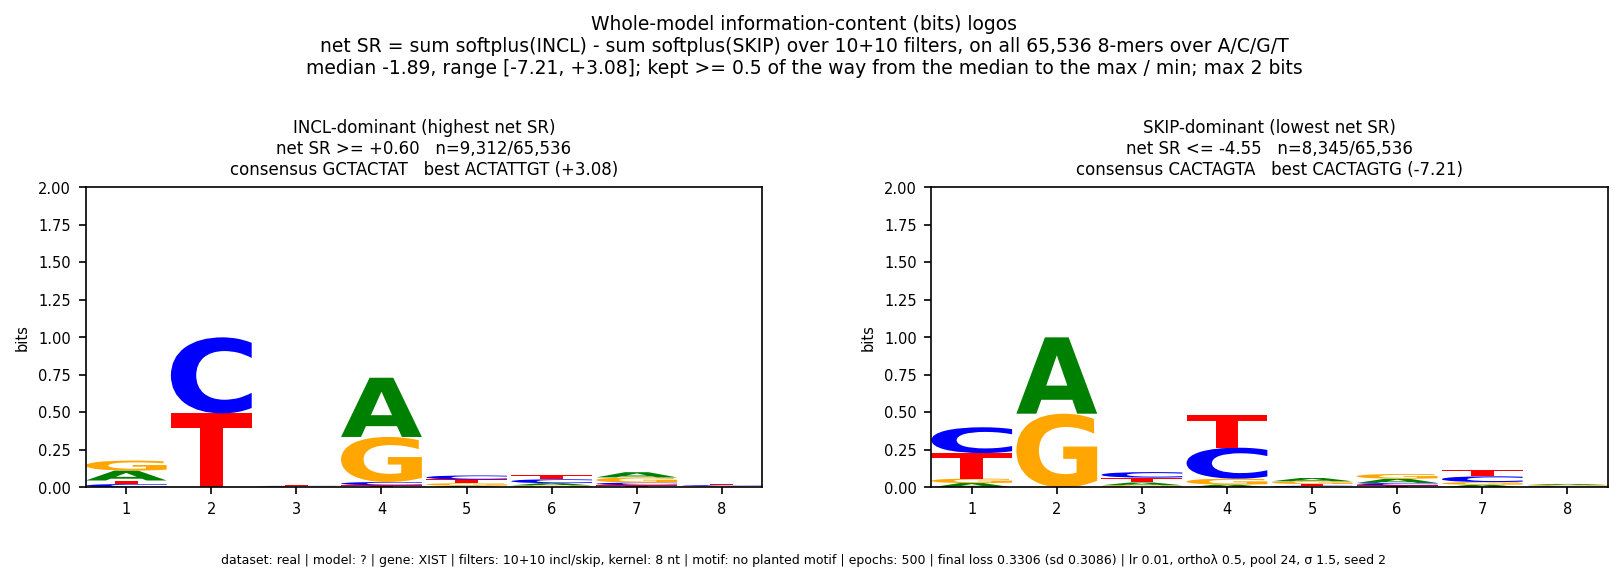 Whole-model information-content (bits) logos
net SR = sum softplus(INCL) - sum softplus(SKIP) over 10+10 filters, on all 65,536 8-mers over A/C/G/T
median -1.89, range [-7.21, +3.08]; kept >= 0.5 of the way from the median to the max / min; max 2 bits
INCL-dominant (highest net SR)
net SR >= +0.60   n=9,312/65,536
consensus GCTACTAT   best ACTATTGT (+3.08)
2.00
1.75
1.50
1.25
1.00
0.75
0.50
0.25
0.00
bits
C
T
A
G
G
A
1 2 3 4 5 6 7 8
SKIP-dominant (lowest net SR)
net SR <= -4.55   n=8,345/65,536
consensus CACTAGTA   best CACTAGTG (-7.21)
2.00
1.75
1.50
1.25
1.00
0.75
0.50
0.25
0.00
bits
C
T
A
G
T
C
1 2 3 4 5 6 7 8
dataset: real | model: ? | gene: XIST | filters: 10+10 incl/skip, kernel: 8 nt | motif: no planted motif | epochs: 500 | final loss 0.3306 (sd 0.3086) | lr 0.01, orthoλ 0.5, pool 24, σ 1.5, seed 2